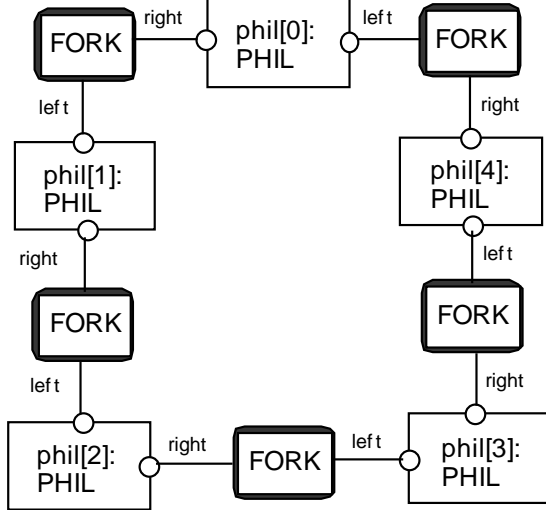 right
phil[0]:
PHIL
left
FORK
FORK
left
right
phil[1]:
PHIL
phil[4]:
PHIL
right
left
FORK
FORK
left
right
phil[2]:
PHIL
right
FORK
left
phil[3]:
PHIL